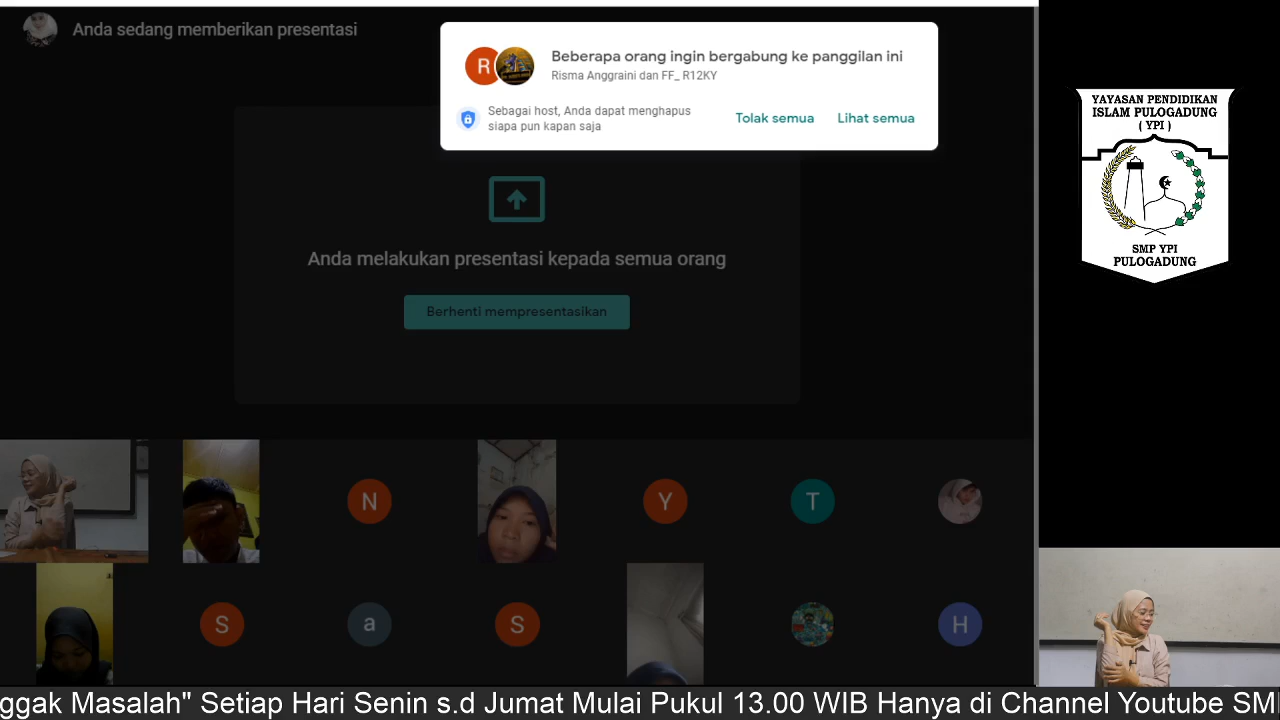 Anda sedang memberikan presentasi
R
Beberapa orang ingin bergabung ke panggilan ini
Risma Anggraini dan FF_ R12KY
Sebagai host, Anda dapat menghapus
siapa pun kapan saja
Tolak semua
Lihat semua
YAYASAN PENDIDIKAN
ISLAM PULOGADUNG
( YPI )
SMP YPI
PULOGADUNG
Anda melakukan presentasi kepada semua orang
Berhenti mempresentasikan
N
Y
T
S
a
S
H
ggak Masalah" Setiap Hari Senin s.d Jumat Mulai Pukul 13.00 WIB Hanya di Channel Youtube SM